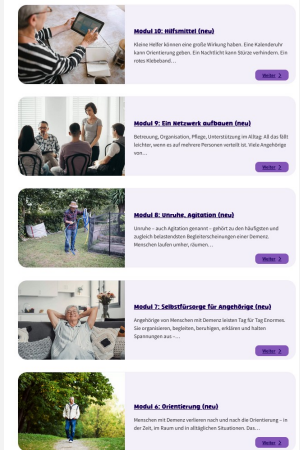 Modul 10: Hilfsmittel (neu)
Kleine Helfer können eine große Wirkung haben. Eine Kalenderuhr
kann Orientierung geben. Ein Nachtlicht kann Stürze verhindern. Ein
rotes Klebeband…
Weiter
Modul 9: Ein Netzwerk aufbauen (neu)
Betreuung, Organisation, Pflege, Unterstützung im Alltag: All das fällt
leichter, wenn es auf mehrere Personen verteilt ist. Viele Angehörige
von…
Weiter
Modul 8: Unruhe, Agitation (neu)
Unruhe – auch Agitation genannt – gehört zu den häufigsten und
zugleich belastendsten Begleiterscheinungen einer Demenz.
Menschen laufen umher, räumen…
Weiter
Modul 7: Selbstfürsorge für Angehörige (neu)
Angehörige von Menschen mit Demenz leisten Tag für Tag Enormes.
Sie organisieren, begleiten, beruhigen, erklären und halten
Spannungen aus –…
Weiter
Modul 6: Orientierung (neu)
Menschen mit Demenz verlieren nach und nach die Orientierung – in
der Zeit, im Raum und in alltäglichen Situationen. Das…
Weiter